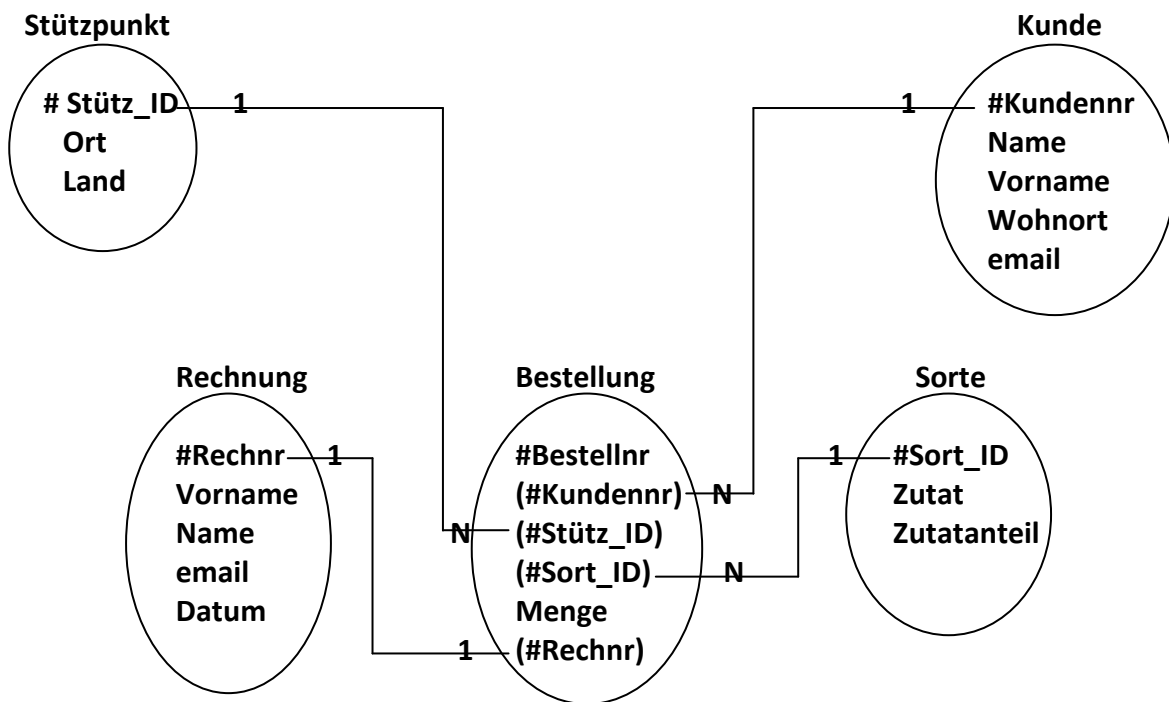 Stützpunkt
# Stütz_ID
Ort
Land
1
Kunde
#Kundennr
Name
Vorname
Wohnort
email
1
Rechnung
#Rechnr
Vorname
Name
email
Datum
1
N
1
Bestellung
#Bestellnr
(#Kundennr)
(#Stütz_ID)
(#Sort_ID)
Menge
(#Rechnr)
N
N
1
Sorte
#Sort_ID
Zutat
Zutatanteil